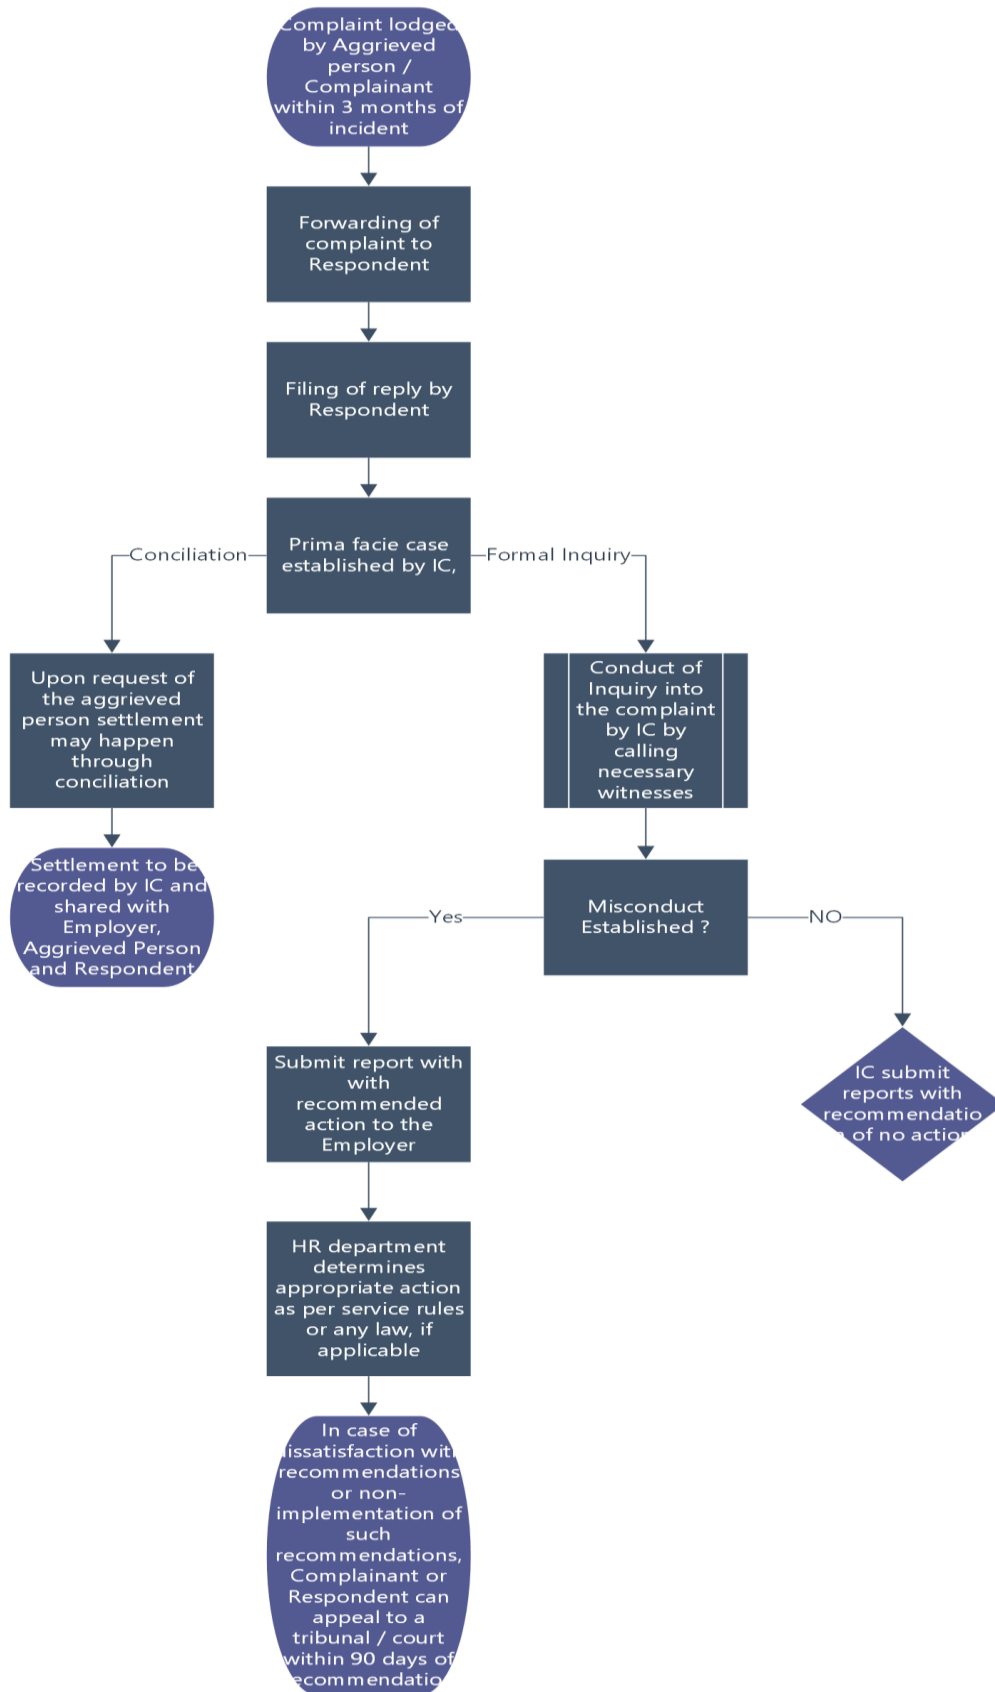 Complaint lodged
by Aggrieved
person /
Complainant
within 3 months of
incident
Forwarding of
complaint to
Respondent
Filing of reply by
Respondent
Prima facie case
established by IC,
Conciliation
Formal Inquiry
Upon request of
the aggrieved
person settlement
may happen
through
conciliation
Conduct of
Inquiry into
the complaint
by IC by
calling
necessary
witnesses
Settlement to be
recorded by IC and
shared with
Employer,
Aggrieved Person
and Respondent
Misconduct
Established ?
Yes
NO
Submit report with
with
recommended
action to the
Employer
IC submit
reports with
recommendatio
n of no action
HR department
determines
appropriate action
as per service rules
or any law, if
applicable
In case of
dissatisfaction with
recommendations
or non-
implementation of
such
recommendations,
Complainant or
Respondent can
appeal to a
tribunal / court
within 90 days of
recommendation